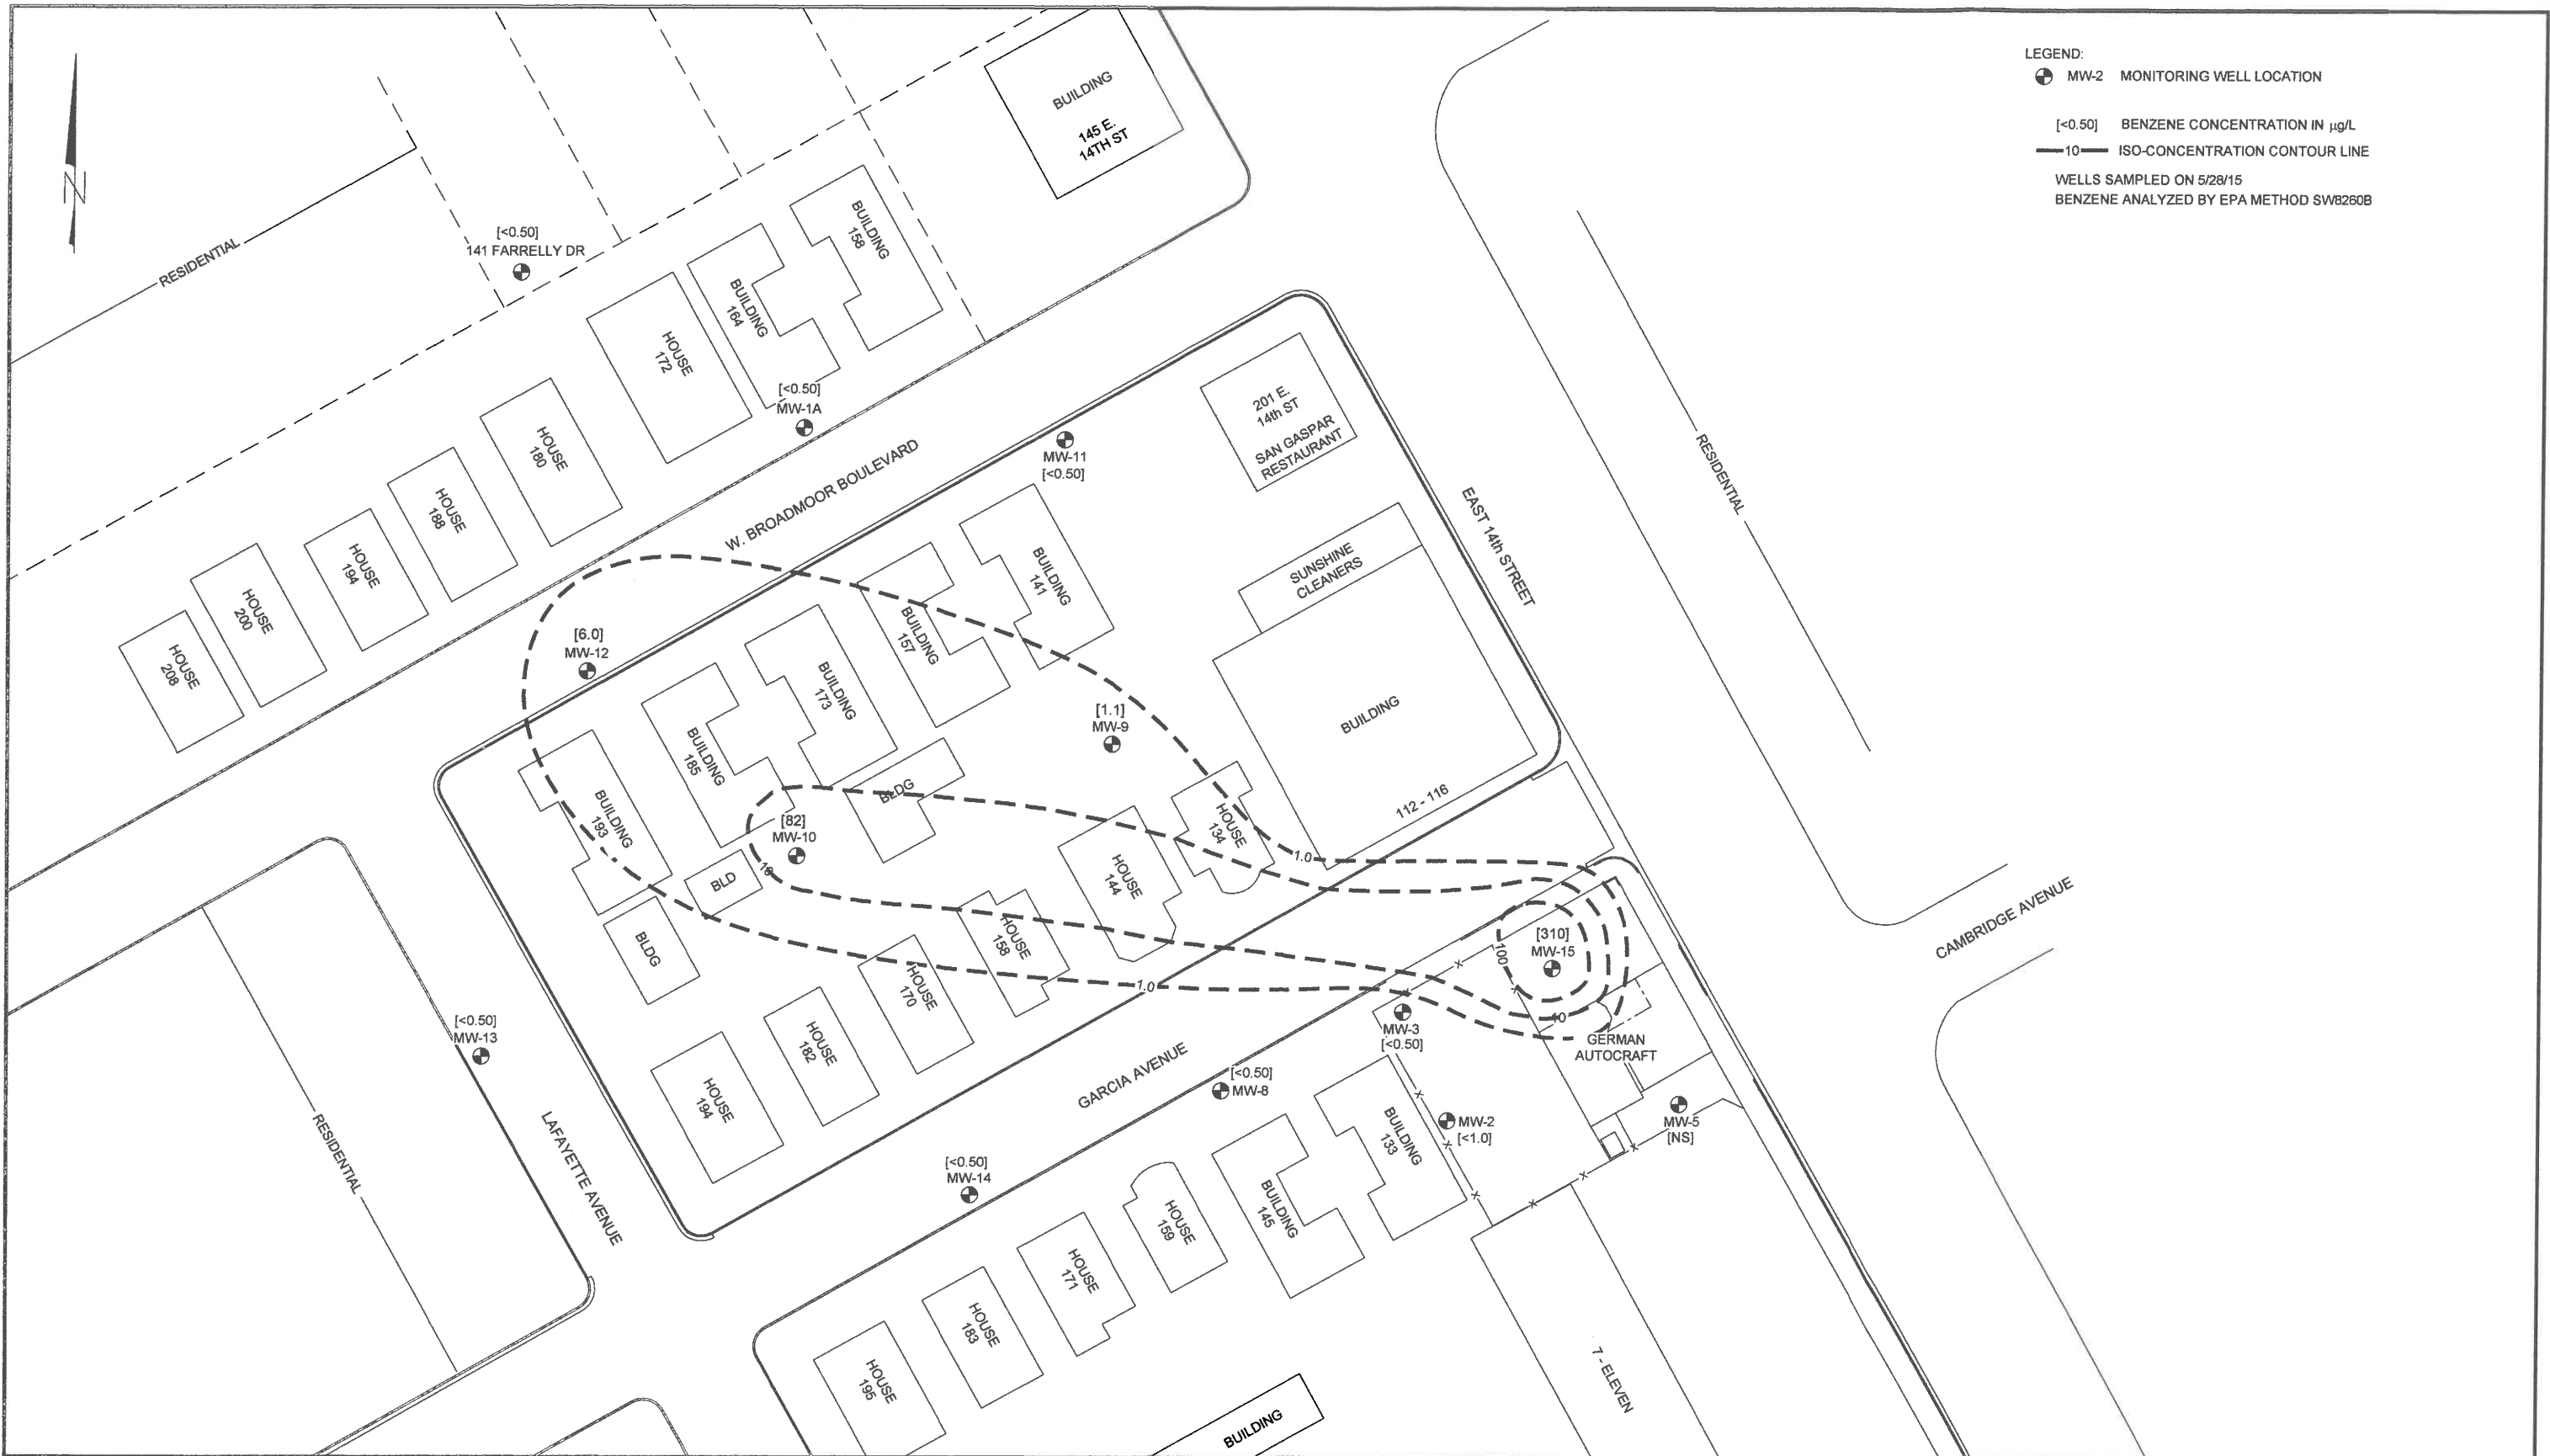 LEGEND:
MW-2 MONITORING WELL LOCATION
[<0.50] BENZENE CONCENTRATION IN µg/L
10 ISO-CONCENTRATION CONTOUR LINE
WELLS SAMPLED ON 5/28/15
BENZENE ANALYZED BY EPA METHOD SW8260B
N
BUILDING
145 E.
14TH ST
RESIDENTIAL
[<0.50]
141 FARRELLY DR
BUILDING
158
BUILDING
164
HOUSE
172
HOUSE
180
HOUSE
188
HOUSE
194
HOUSE
200
HOUSE
208
[<0.50]
MW-1A
W. BROADMOOR BOULEVARD
MW-11
[<0.50]
201 E.
14th ST
SAN GASPAR
RESTAURANT
EAST 14th STREET
RESIDENTIAL
SUNSHINE
CLEANERS
BUILDING
112 - 116
BUILDING
141
BUILDING
157
BUILDING
173
BUILDING
185
BUILDING
193
[6.0]
MW-12
[1.1]
MW-9
BLDG
[82]
MW-10
10
BLD
BLDG
HOUSE
134
1.0
HOUSE
144
HOUSE
158
HOUSE
170
HOUSE
182
HOUSE
194
1.0
[310]
MW-15
100
10
GERMAN
AUTOCRAFT
CAMBRIDGE AVENUE
MW-3
[<0.50]
[<0.50]
MW-8
MW-2
[<1.0]
MW-5
[NS]
GARCIA AVENUE
[<0.50]
MW-13
[<0.50]
MW-14
LAFAYETTE AVENUE
RESIDENTIAL
BUILDING
133
BUILDING
145
HOUSE
159
HOUSE
171
HOUSE
183
HOUSE
195
7 - ELEVEN
BUILDING